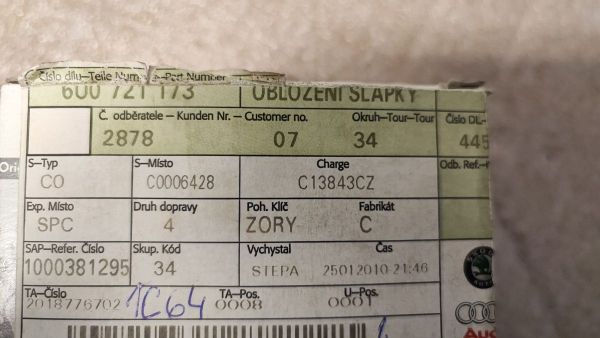 Číslo dílu-Teile Num e-Part Number
6U0 721 173 OBLOŽENÍ ŠLAPKY
Č. odběratele - Kunden Nr. - Customer no. Okruh-Tour-Tour Číslo DL-
2878 07 34 445
S-Typ S-Místo Charge Odb. Ref.-
CO C0006428 C13843CZ
Exp. Místo Druh dopravy Poh. Klíč Fabrikát
SPC 4 ZORY C
SAP-Refer. Číslo Skup. Kód Vychystal Čas
1000381295 34 STEPA 25012010 21:46
TA-Číslo TA-Pos. U-Pos.
2018776702 1C64 0008 0001
Aud